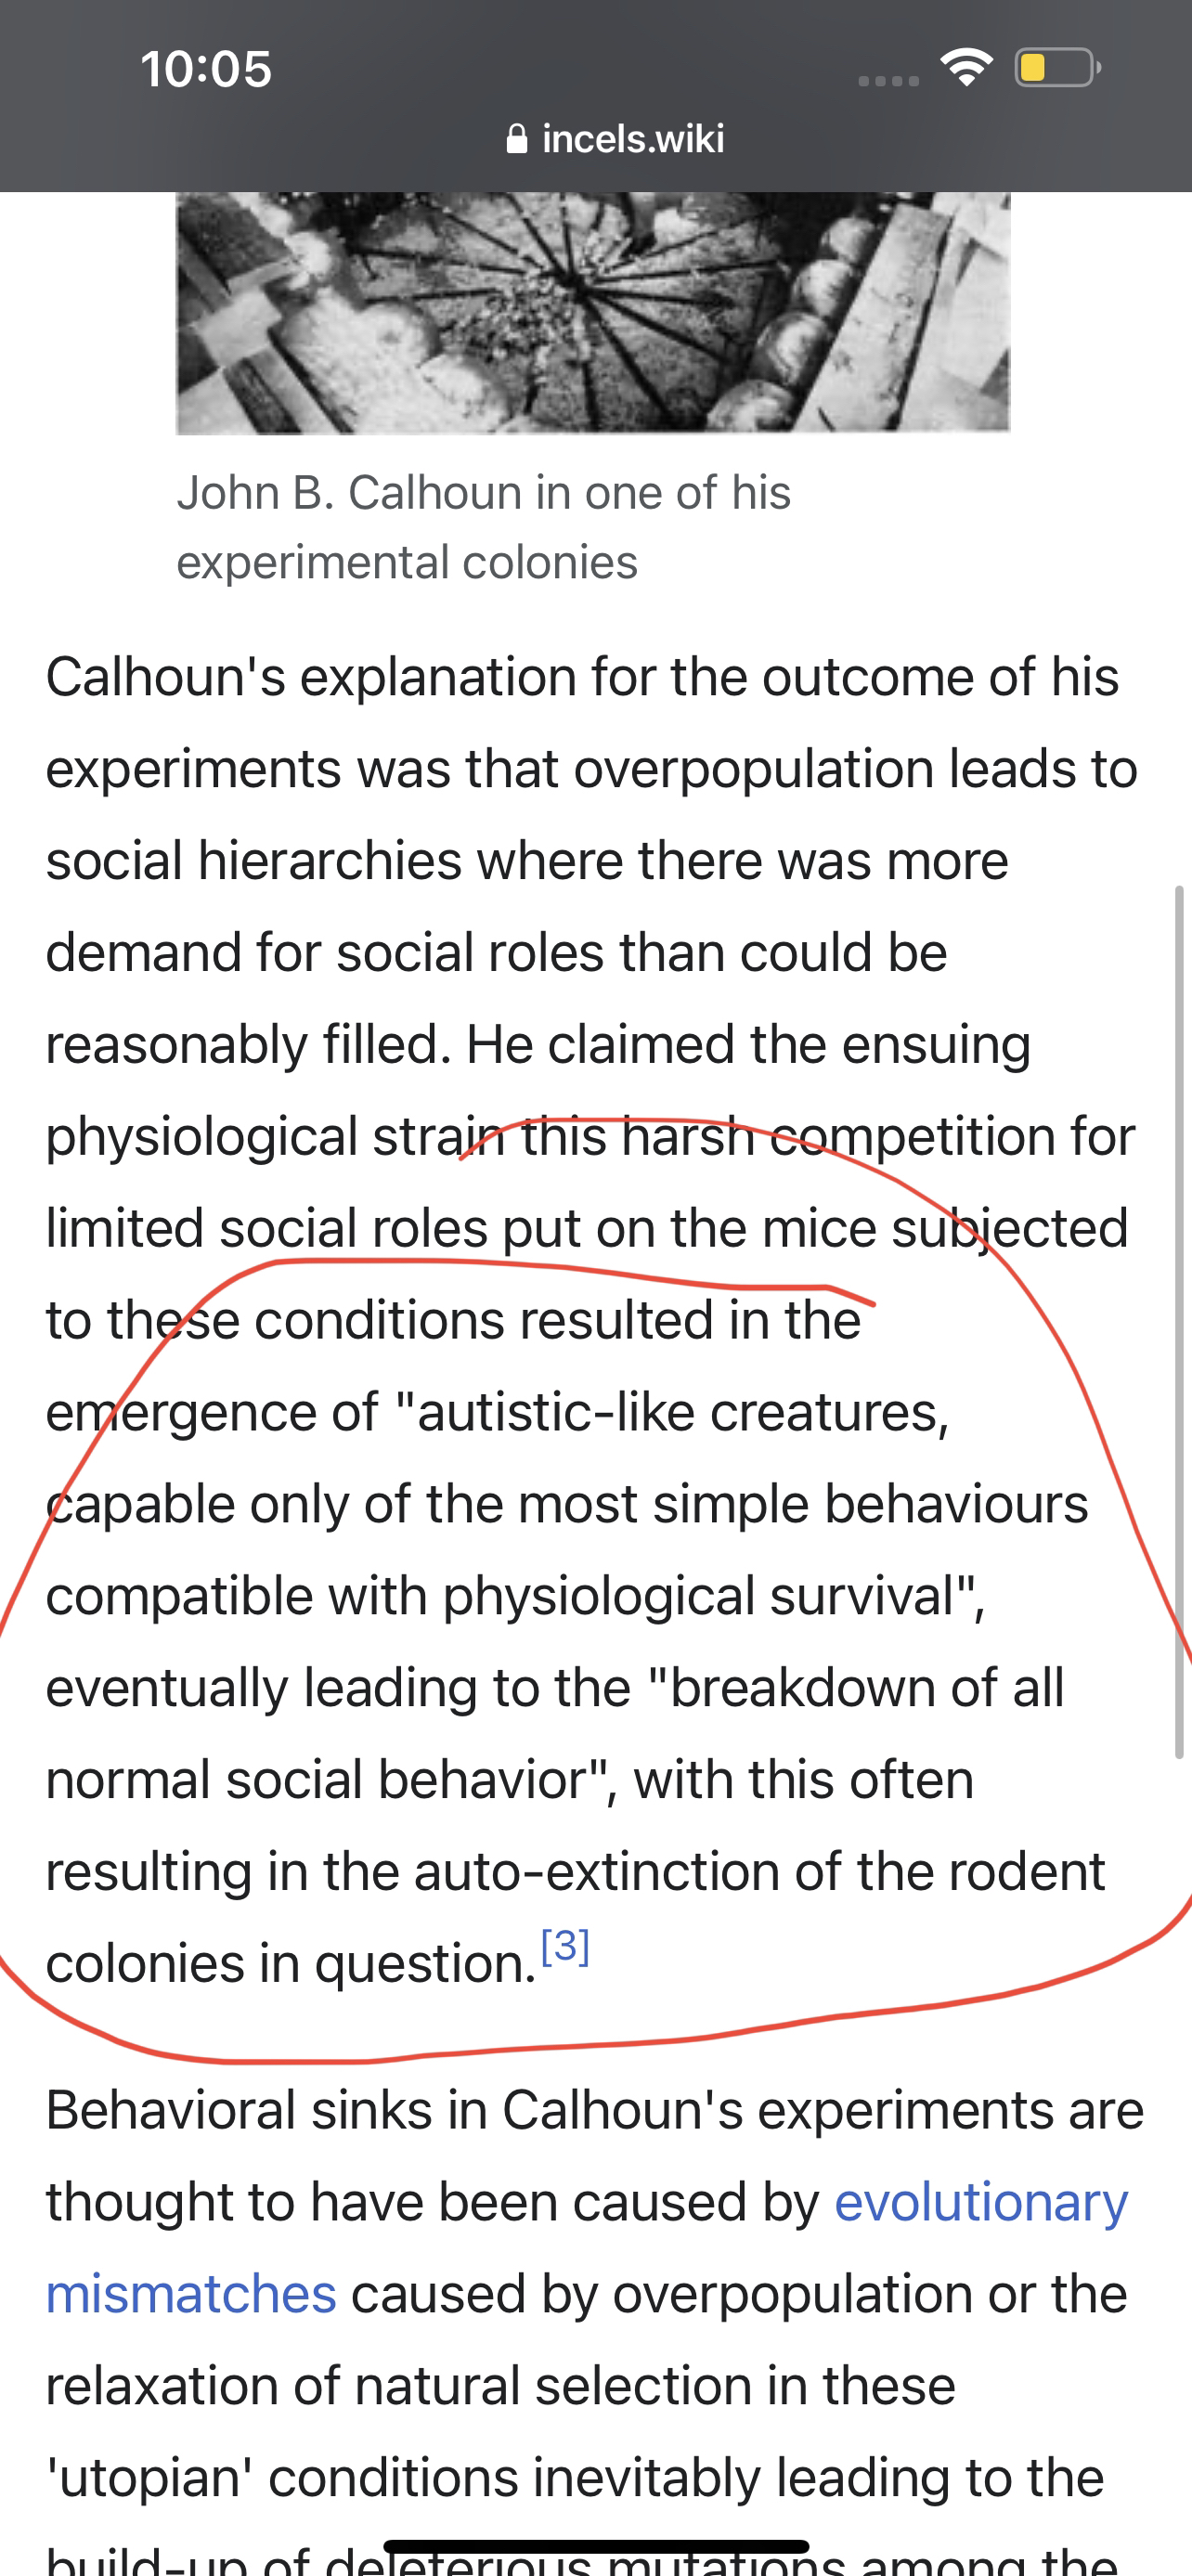 10:05
incels.wiki
John B. Calhoun in one of his
experimental colonies
Calhoun's explanation for the outcome of his
experiments was that overpopulation leads to
social hierarchies where there was more
demand for social roles than could be
reasonably filled. He claimed the ensuing
physiological strain this harsh competition for
limited social roles put on the mice subjected
to these conditions resulted in the
emergence of "autistic-like creatures,
capable only of the most simple behaviours
compatible with physiological survival",
eventually leading to the "breakdown of all
normal social behavior", with this often
resulting in the auto-extinction of the rodent
colonies in question.[3]
Behavioral sinks in Calhoun's experiments are
thought to have been caused by evolutionary
mismatches caused by overpopulation or the
relaxation of natural selection in these
'utopian' conditions inevitably leading to the
build-up of deleterious mutations among the